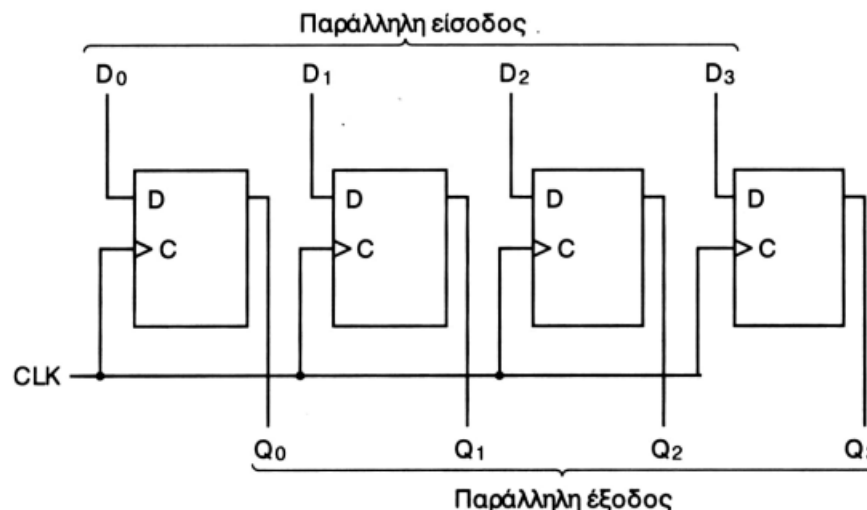 Παράλληλη είσοδος
D0 D1 D2 D3
D D D D
C C C C
CLK
Q0 Q1 Q2
Παράλληλη έξοδος